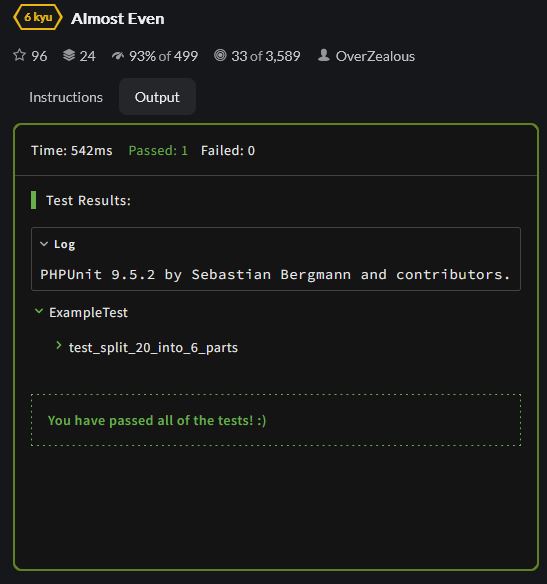 6 kyu Almost Even
96 24 93% of 499 33 of 3,589 OverZealous
Instructions Output
Time: 542ms Passed: 1 Failed: 0
Test Results:
Log
PHPUnit 9.5.2 by Sebastian Bergmann and contributors.
ExampleTest
test_split_20_into_6_parts
You have passed all of the tests! :)